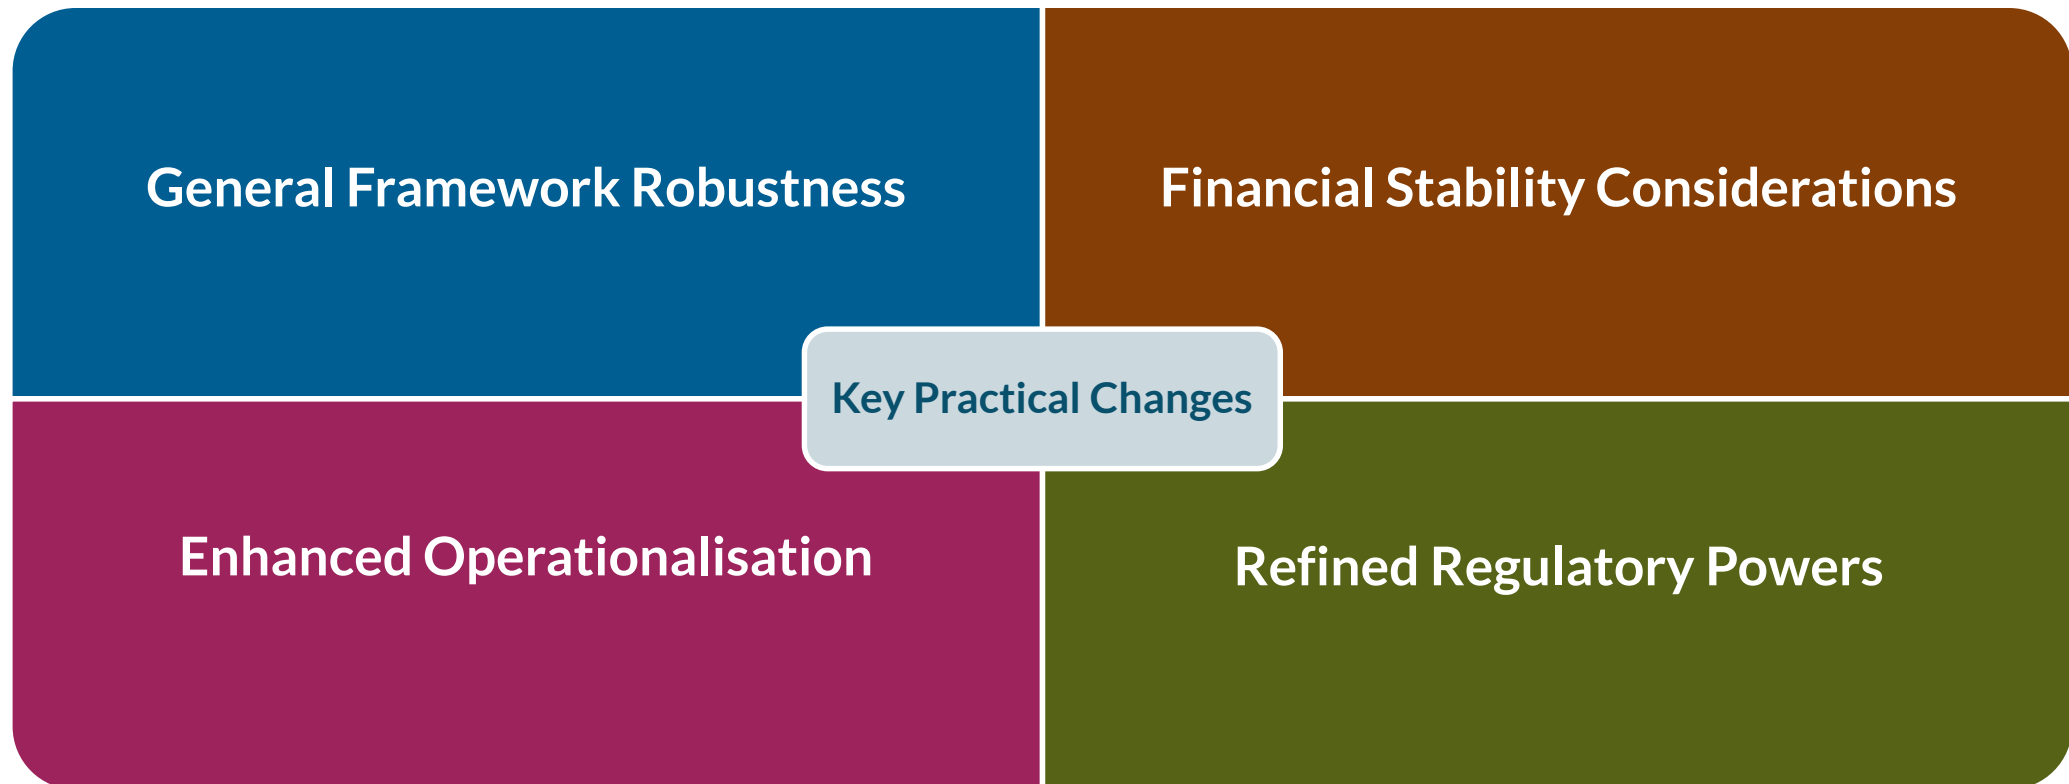 General Framework Robustness
Financial Stability Considerations
Key Practical Changes
Enhanced Operationalisation
Refined Regulatory Powers